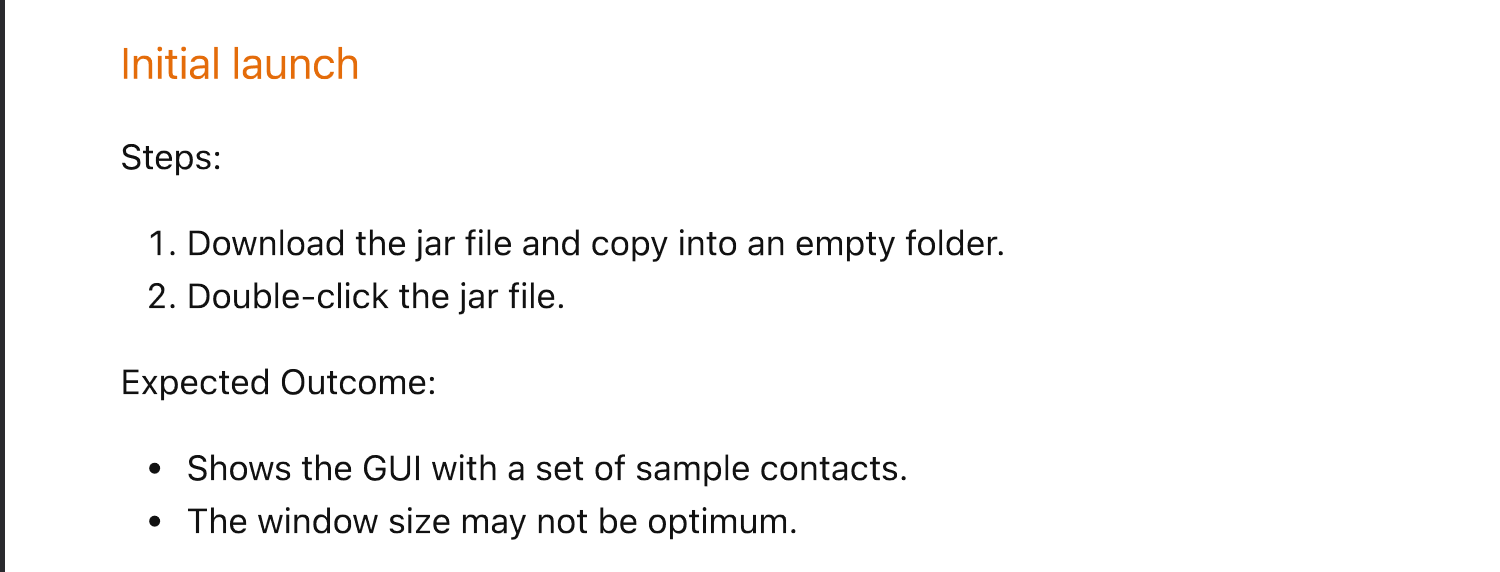 Initial launch
Steps:
1. Download the jar file and copy into an empty folder.
2. Double-click the jar file.
Expected Outcome:
• Shows the GUI with a set of sample contacts.
• The window size may not be optimum.